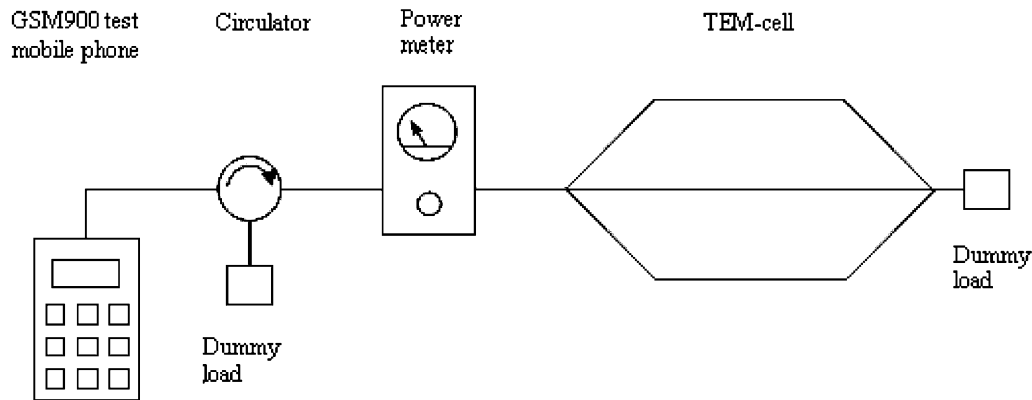 GSM900 test
mobile phone
Circulator
Power
meter
TEM-cell
Dummy
load
Dummy
load